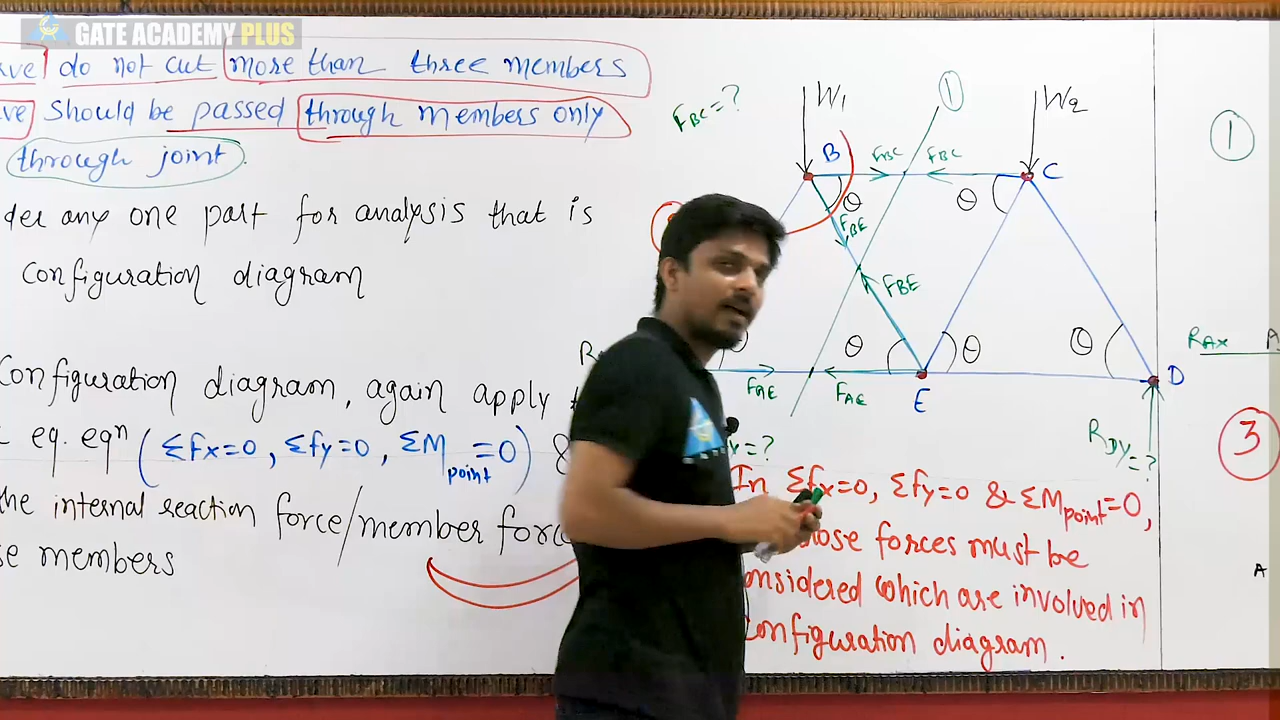 GATE ACADEMY PLUS
do not cut more than three members
should be passed through members only
through joint.
any one part for analysis that is
configuration diagram
Configuration diagram, again apply
eq. eqⁿ (Σfx=0, Σfy=0, ΣM point =0) &
the internal reaction force/member
members
FBC=?
W1
1
W2
B
FBC
FBC
C
θ
θ
FBE
FBE
θ
θ
θ
FAE
FAE
E
D
RDY=?
=?
In Σfx=0, Σfy=0 & ΣMpoint=0,
forces must be
considered which are involved in
configuration diagram.
1
RAX A
3
A